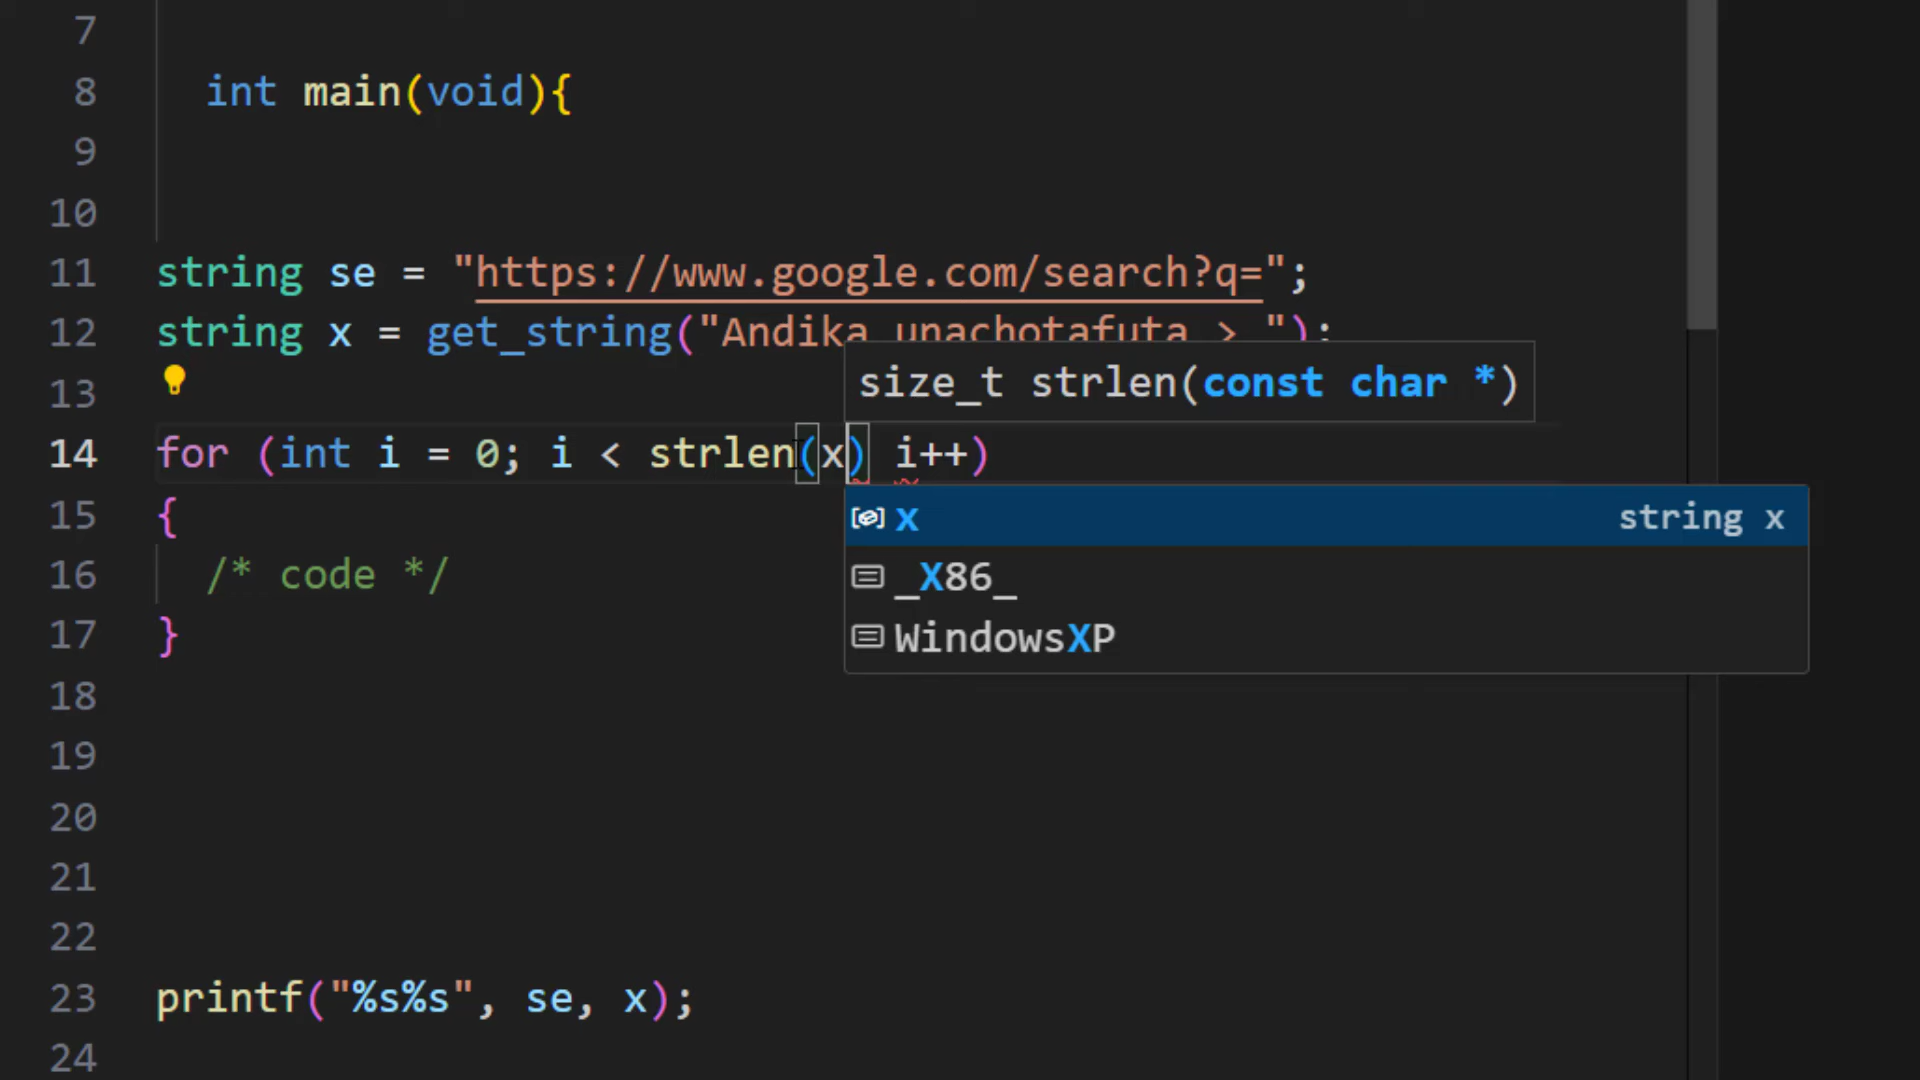 7
8 int main(void){
9
10
11 string se = "https://www.google.com/search?q=";
12 string x = get_string("Andika unachotafuta > ");
13
size_t strlen(const char *)
14 for (int i = 0; i < strlen(x) i++)
15 {
x string x
16 /* code */
_X86_
17 }
WindowsXP
18
19
20
21
22
23 printf("%s%s", se, x);
24